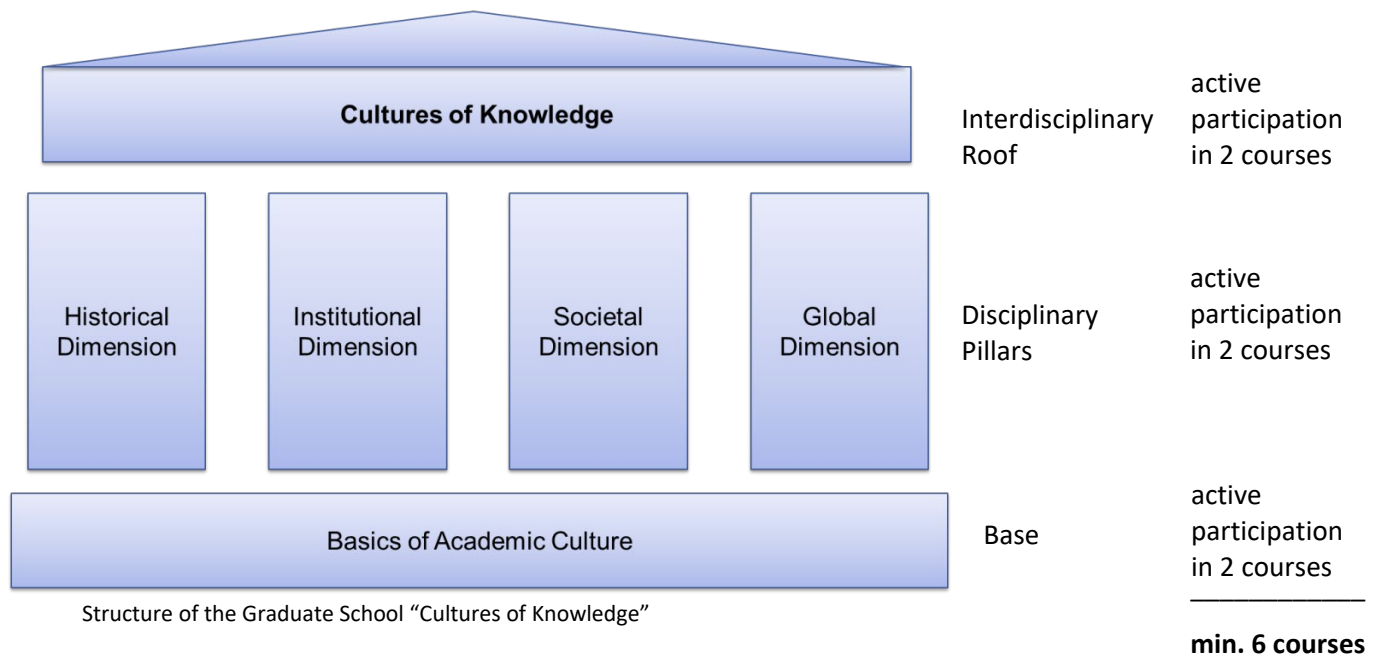 Cultures of Knowledge
Interdisciplinary
Roof
active
participation
in 2 courses
Historical
Dimension
Institutional
Dimension
Societal
Dimension
Global
Dimension
Disciplinary
Pillars
active
participation
in 2 courses
Basics of Academic Culture
Base
active
participation
in 2 courses
Structure of the Graduate School “Cultures of Knowledge”
min. 6 courses